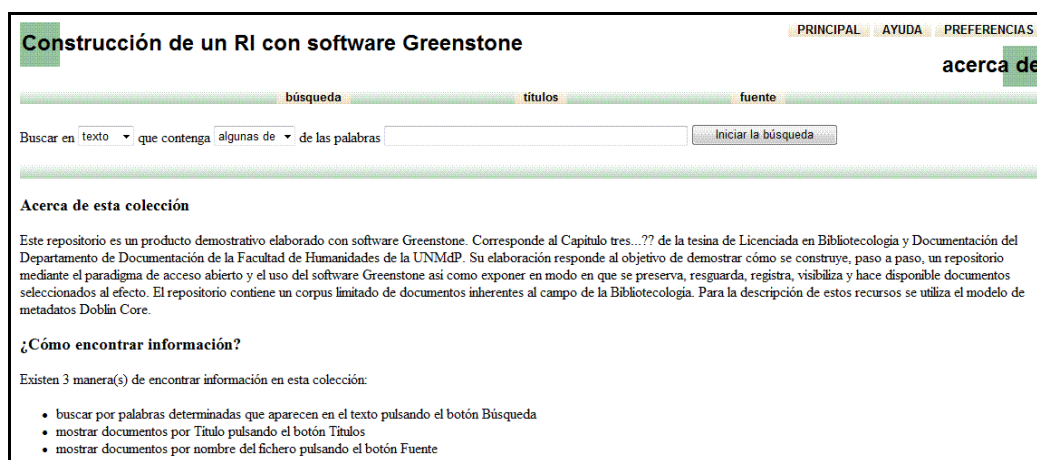 Construcción de un RI con software Greenstone
PRINCIPAL AYUDA PREFERENCIAS
acerca de
búsqueda títulos fuente
Buscar en texto que contenga algunas de de las palabras Iniciar la búsqueda
Acerca de esta colección
Este repositorio es un producto demostrativo elaborado con software Greenstone. Corresponde al Capitulo tres...?? de la tesina de Licenciada en Bibliotecologia y Documentación del
Departamento de Documentación de la Facultad de Humanidades de la UNMdP. Su elaboración responde al objetivo de demostrar cómo se construye, paso a paso, un repositorio
mediante el paradigma de acceso abierto y el uso del software Greenstone así como exponer en modo en que se preserva, resguarda, registra, visibiliza y hace disponible documentos
seleccionados al efecto. El repositorio contiene un corpus limitado de documentos inherentes al campo de la Bibliotecologia. Para la descripción de estos recursos se utiliza el modelo de
metadatos Doblin Core.
¿Cómo encontrar información?
Existen 3 manera(s) de encontrar información en esta colección:
• buscar por palabras determinadas que aparecen en el texto pulsando el botón Búsqueda
• mostrar documentos por Titulo pulsando el botón Titulos
• mostrar documentos por nombre del fichero pulsando el botón Fuente